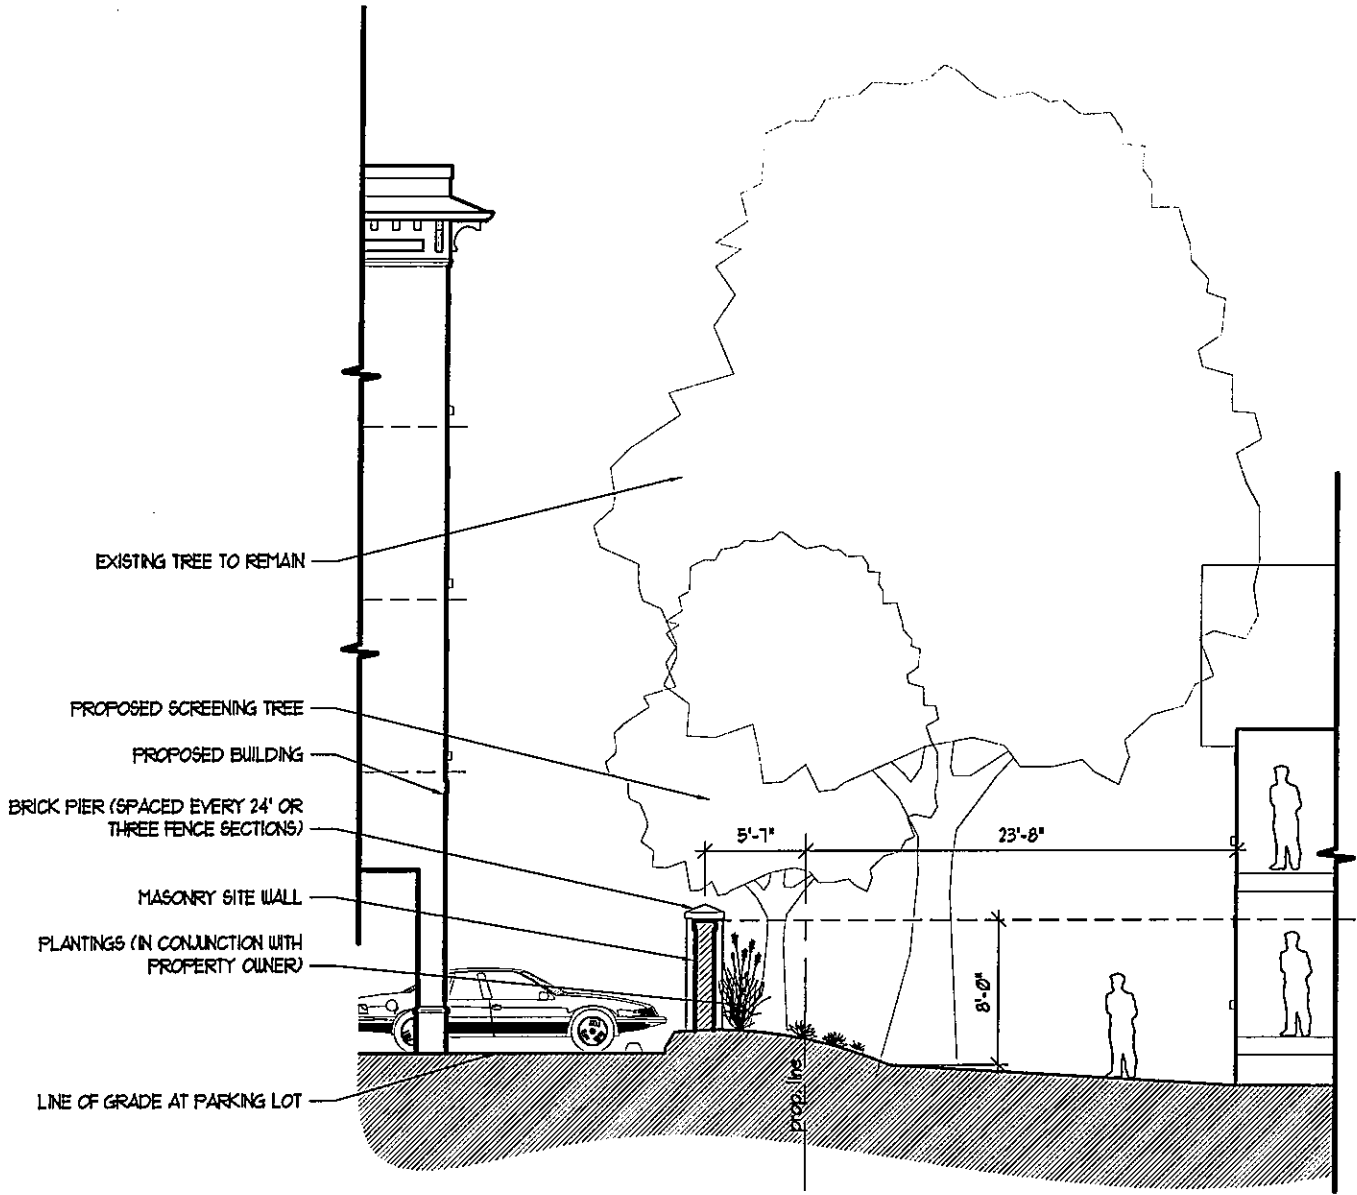 EXISTING TREE TO REMAIN
PROPOSED SCREENING TREE
PROPOSED BUILDING
BRICK PIER (SPACED EVERY 24' OR
THREE FENCE SECTIONS)
5'-7"
23'-8"
MASONRY SITE WALL
PLANTINGS (IN CONJUNCTION WITH
PROPERTY OWNER)
8'-0"
prop. line
LINE OF GRADE AT PARKING LOT